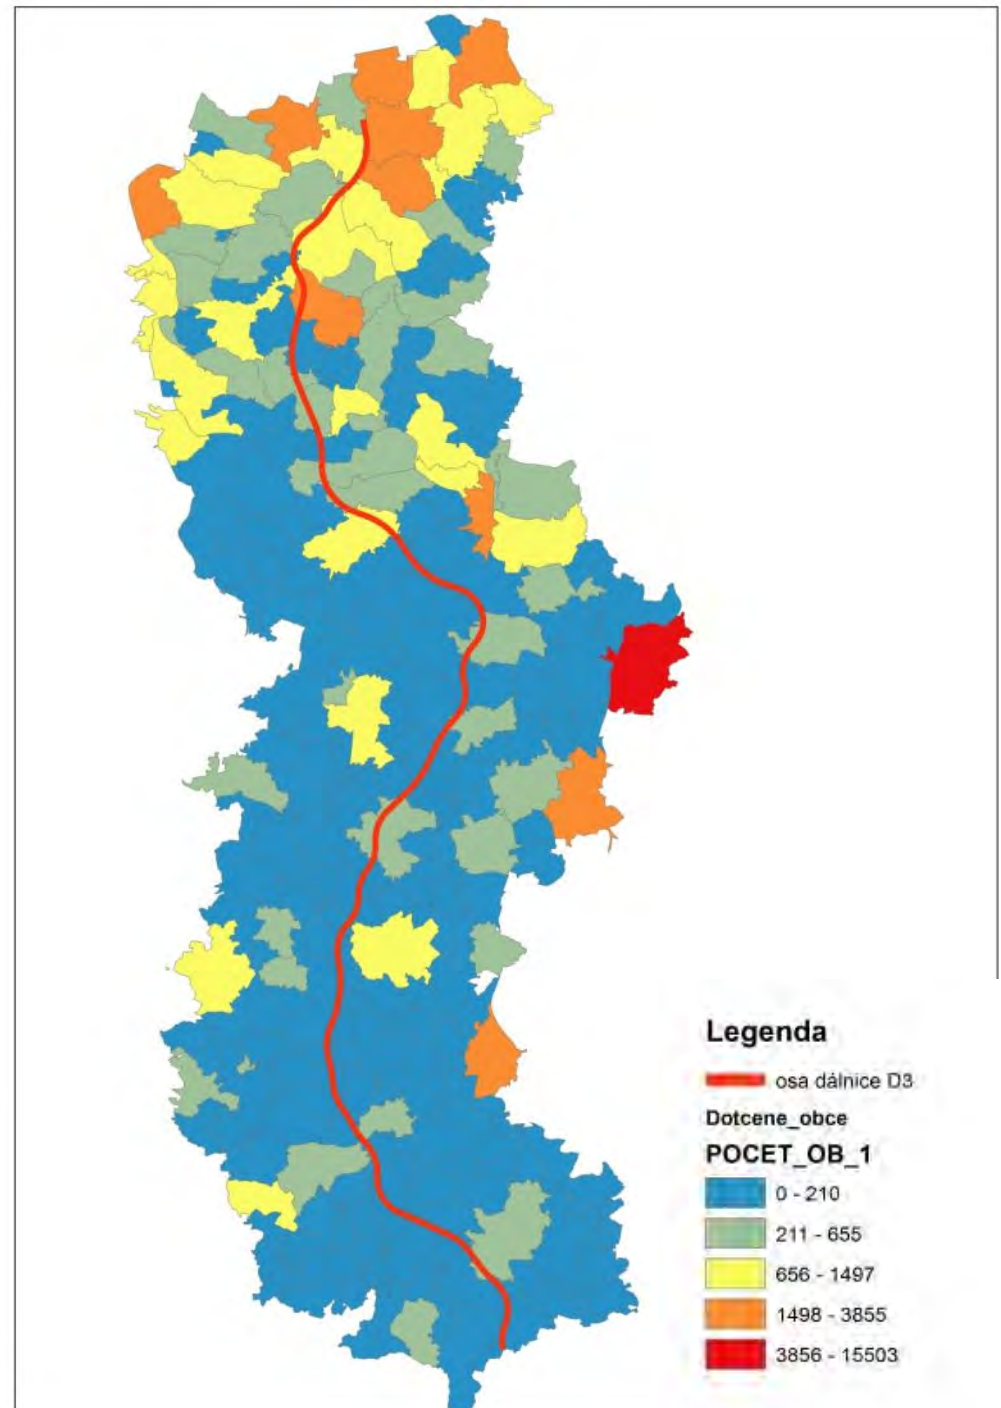 Legenda
osa dálnice D3
Dotcene_obce
POCET_OB_1
0 - 210
211 - 655
656 - 1497
1498 - 3855
3856 - 15503